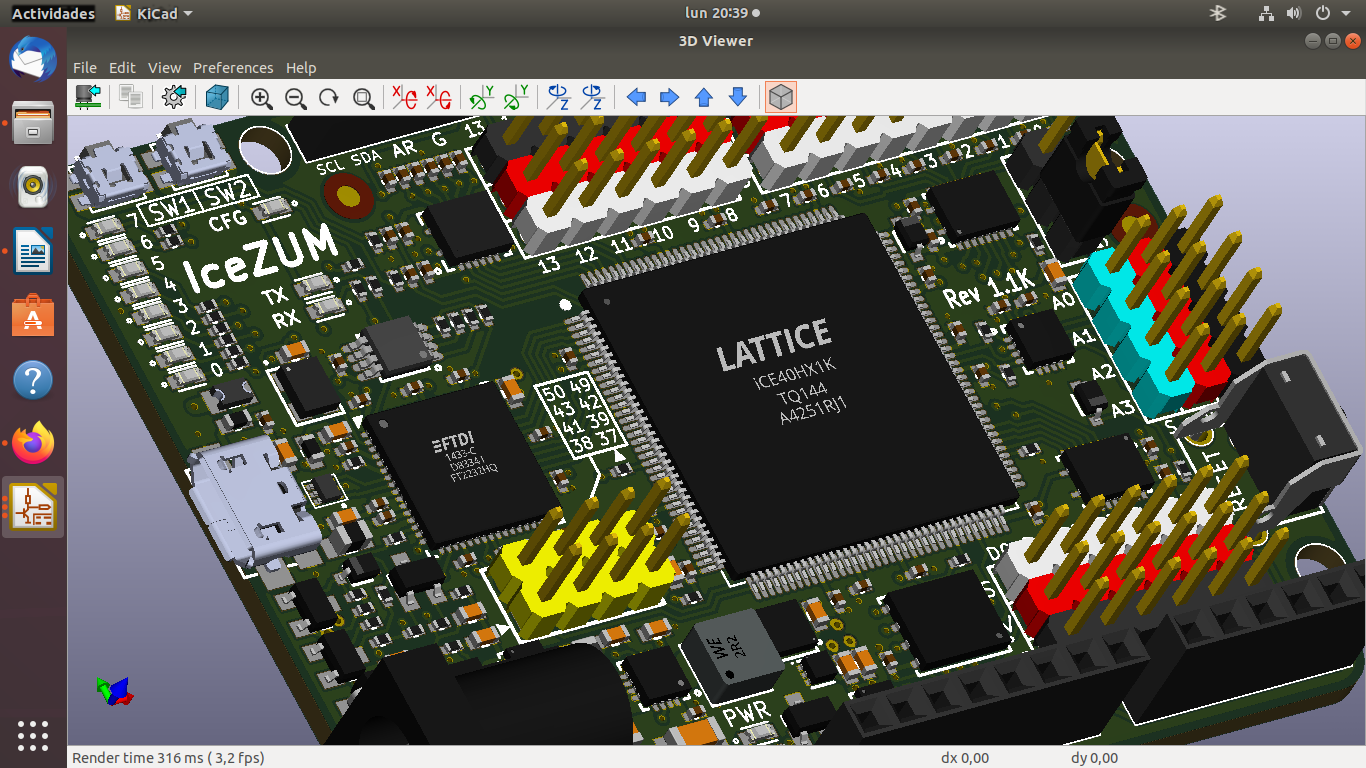 Actividades
KiCad
lun 20:39
3D Viewer
File Edit View Preferences Help
SCL SDA AR G 13
SW1 SW2
CFG
7
6
5
4
3
2
1
0
IceZUM
TX
RX
13 12 11 10 9 8 7 6 5 4 3 2 1
LATTICE
iCE40HX1K
TQ144
A4251RJ1
Rev 1.1K
A0
A1
A2
A3
S
50 49
43 42
41 39
38 37
FTDI
1433-C
FT2232HQ
WE
2R2
PWR
Render time 316 ms ( 3,2 fps)
dx 0,00
dy 0,00